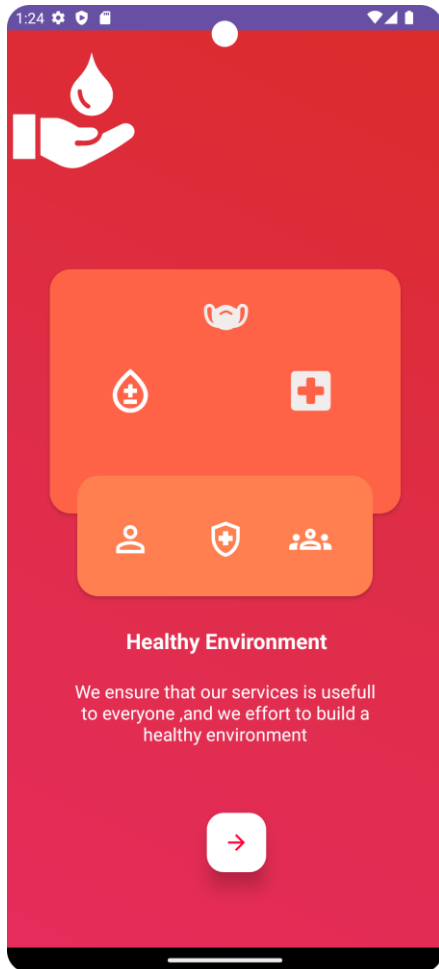 1:24
Healthy Environment
We ensure that our services is usefull
to everyone ,and we effort to build a
healthy environment